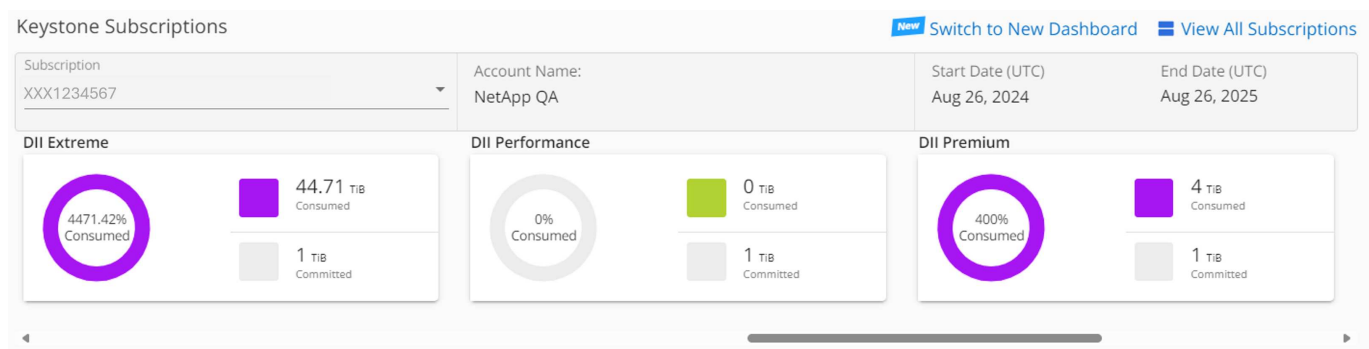 Keystone Subscriptions
New Switch to New Dashboard
View All Subscriptions
Subscription
XXX1234567
Account Name:
NetApp QA
Start Date (UTC)
Aug 26, 2024
End Date (UTC)
Aug 26, 2025
DII Extreme
4471.42%
Consumed
44.71 TiB
Consumed
1 TiB
Committed
DII Performance
0%
Consumed
0 TiB
Consumed
1 TiB
Committed
DII Premium
400%
Consumed
4 TiB
Consumed
1 TiB
Committed